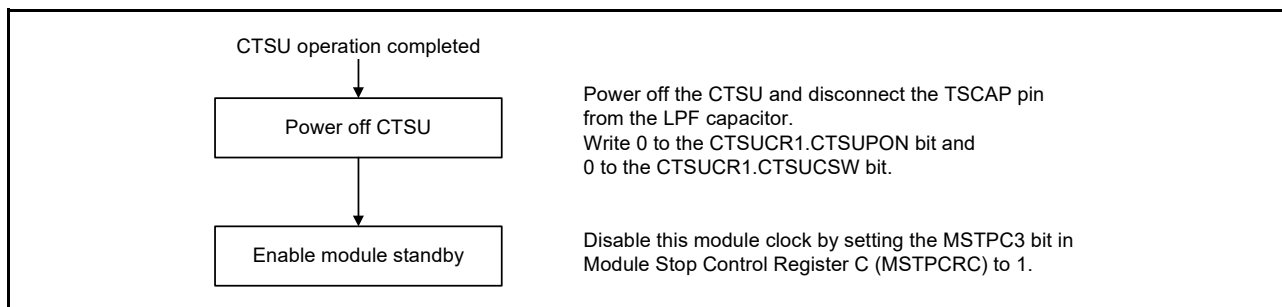 CTSU operation completed
Power off CTSU
Power off the CTSU and disconnect the TSCAP pin
from the LPF capacitor.
Write 0 to the CTSUCR1.CTSUPON bit and
0 to the CTSUCR1.CTSUCSW bit.
Enable module standby
Disable this module clock by setting the MSTPC3 bit in
Module Stop Control Register C (MSTPCRC) to 1.